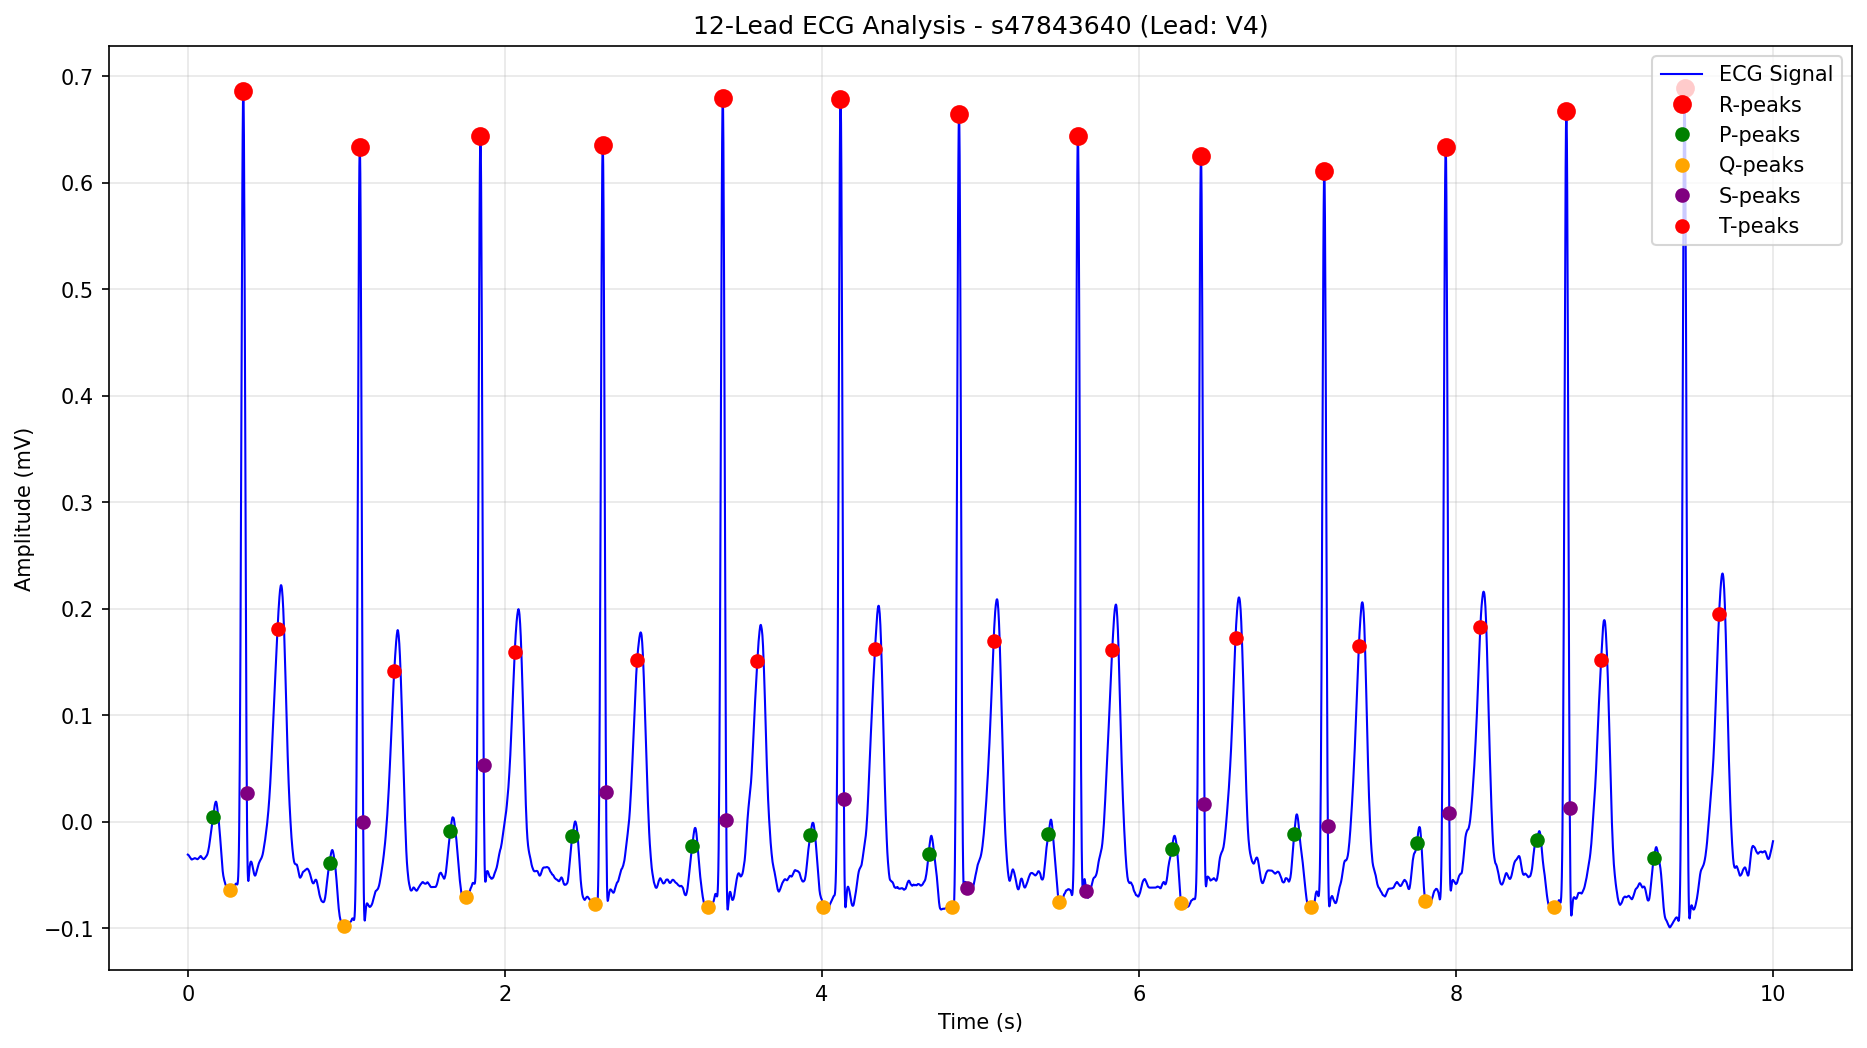 12-Lead ECG Analysis - s47843640 (Lead: V4)
ECG Signal
R-peaks
P-peaks
Q-peaks
S-peaks
T-peaks
Amplitude (mV)
0.7
0.6
0.5
0.4
0.3
0.2
0.1
0.0
−0.1
0
2
4
6
8
10
Time (s)